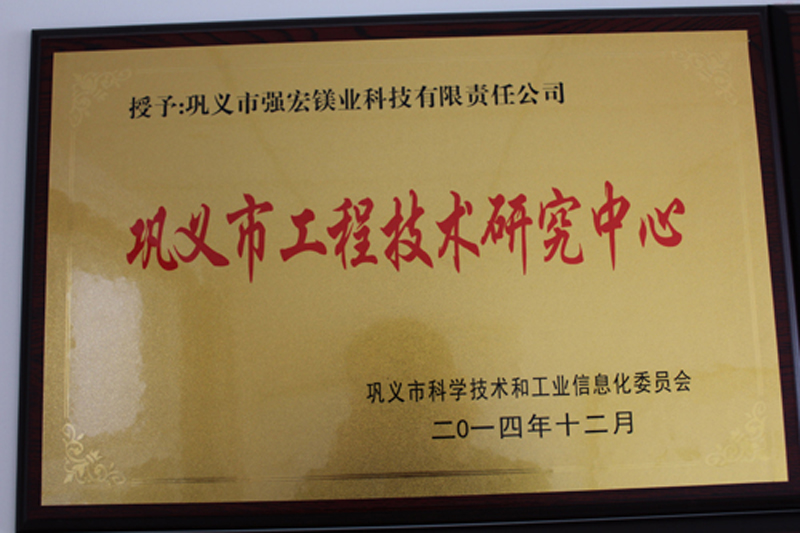 授予:巩义市强宏镁业科技有限责任公司
巩义市工程技术研究中心
巩义市科学技术和工业信息化委员会
二0一四年十二月